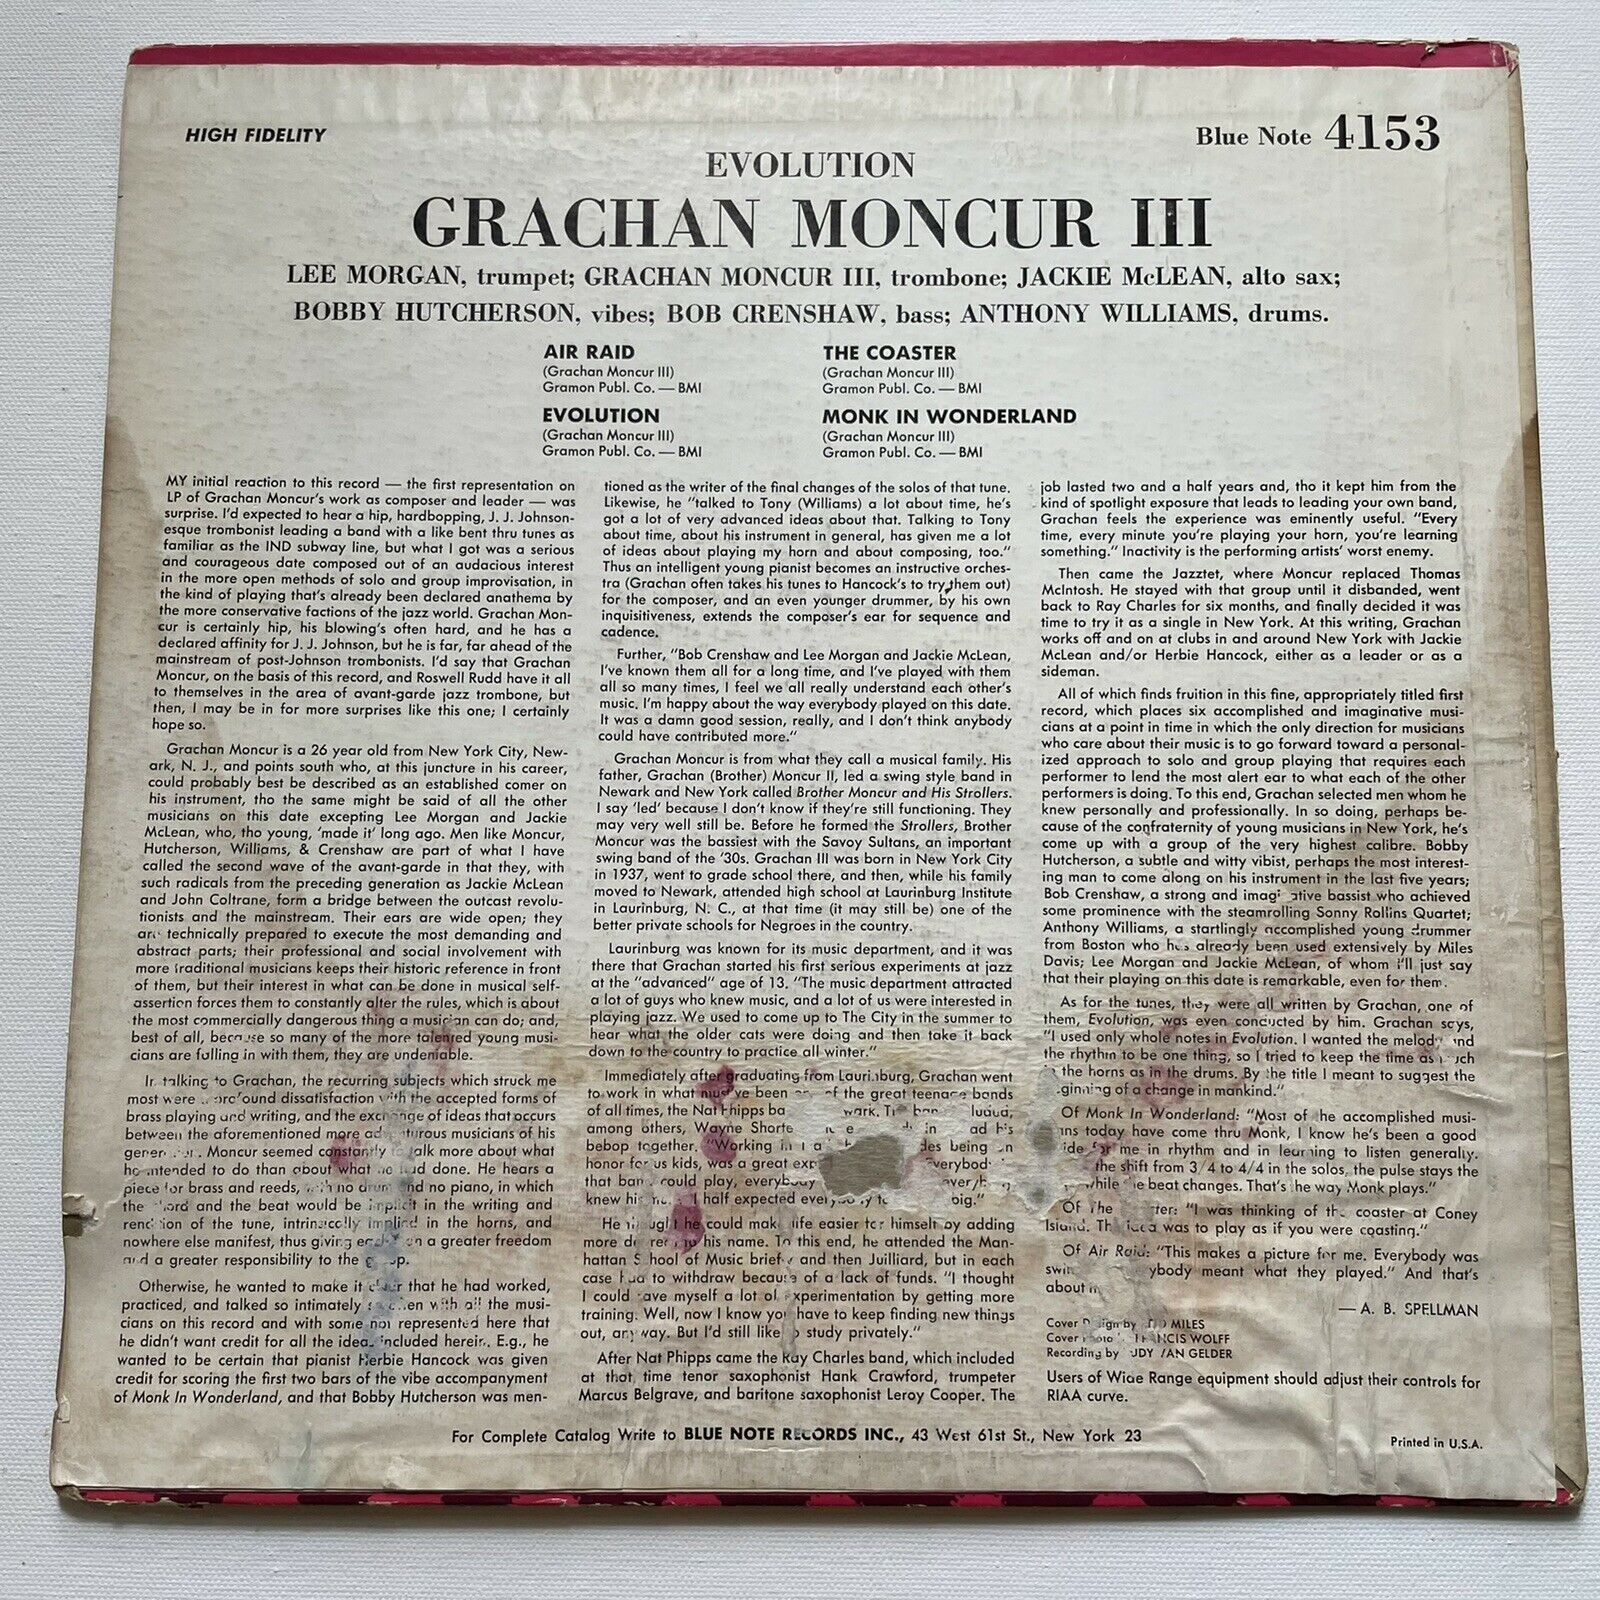 HIGH FIDELITY
Blue Note 4153
EVOLUTION
GRACHAN MONCUR III
LEE MORGAN, trumpet; GRACHAN MONCUR III, trombone; JACKIE McLEAN, alto sax;
BOBBY HUTCHERSON, vibes; BOB CRENSHAW, bass; ANTHONY WILLIAMS, drums.
AIR RAID
(Grachan Moncur III)
Gramon Publ. Co. — BMI
EVOLUTION
(Grachan Moncur III)
Gramon Publ. Co. — BMI
THE COASTER
(Grachan Moncur III)
Gramon Publ. Co. — BMI
MONK IN WONDERLAND
(Grachan Moncur III)
Gramon Publ. Co. — BMI
MY initial reaction to this record — the first representation on
LP of Grachan Moncur's work as composer and leader — was
surprise. I'd expected to hear a hip, hardbopping, J. J. Johnson-
esque trombonist leading a band with a like bent thru tunes as
familiar as the IND subway line, but what I got was a serious
and courageous date composed out of an audacious interest
in the more open methods of solo and group improvisation, in
the kind of playing that's already been declared anathema by
the more conservative factions of the jazz world. Grachan Mon-
cur is certainly hip, his blowing's often hard, and he has a
declared affinity for J. J. Johnson, but he is far, far ahead of the
mainstream of post-Johnson trombonists. I'd say that Grachan
Moncur, on the basis of this record, and Roswell Rudd have it all
to themselves in the area of avant-garde jazz trombone, but
then, I may be in for more surprises like this one; I certainly
hope so.
Grachan Moncur is a 26 year old from New York City, New-
ark, N. J., and points south who, at this juncture in his career,
could probably best be described as an established comer on
his instrument, tho the same might be said of all the other
musicians on this date excepting Lee Morgan and Jackie
McLean, who, tho young, 'made it' long ago. Men like Moncur,
Hutcherson, Williams, & Crenshaw are part of what I have
called the second wave of the avant-garde in that they, with
such radicals from the preceding generation as Jackie McLean
and John Coltrane, form a bridge between the outcast revolu-
tionists and the mainstream. Their ears are wide open; they
are technically prepared to execute the most demanding and
abstract parts; their professional and social involvement with
more traditional musicians keeps their historic reference in front
of them, but their interest in what can be done in musical self-
assertion forces them to constantly alter the rules, which is about
the most commercially dangerous thing a musician can do; and,
best of all, because so many of the more talented young musi-
cians are falling in with them, they are undeniable.
In talking to Grachan, the recurring subjects which struck me
most were profound dissatisfaction with the accepted forms of
brass playing and writing, and the exchange of ideas that occurs
between the aforementioned more adventurous musicians of his
Moncur seemed constantly talk more about what
he intended to do than about what he had done. He hears a
piece for brass and reeds, with no drum and no piano, in which
the chord and the beat would be implicit in the writing and
rendition of the tune, intrinsically implied in the horns, and
nowhere else manifest, thus giving each man a greater freedom
and a greater responsibility to the group.
Otherwise, he wanted to make it clear that he had worked,
practiced, and talked so intimately so often with all the musi-
cians on this record and with some not represented here that
he didn't want credit for all the ideas included herein. E.g., he
wanted to be certain that pianist Herbie Hancock was given
credit for scoring the first two bars of the vibe accompanyment
of Monk In Wonderland, and that Bobby Hutcherson was men-
tioned as the writer of the final changes of the solos of that tune.
Likewise, he "talked to Tony (Williams) a lot about time, he's
got a lot of very advanced ideas about that. Talking to Tony
about time, about his instrument in general, has given me a lot
of ideas about playing my horn and about composing, too."
Thus an intelligent young pianist becomes an instructive orches-
tra (Grachan often takes his tunes to Hancock's to try them out)
for the composer, and an even younger drummer, by his own
inquisitiveness, extends the composer's ear for sequence and
cadence.
Further, "Bob Crenshaw and Lee Morgan and Jackie McLean,
I've known them all for a long time, and I've played with them
all so many times, I feel we all really understand each other's
music. I'm happy about the way everybody played on this date.
It was a damn good session, really, and I don't think anybody
could have contributed more."
Grachan Moncur is from what they call a musical family. His
father, Grachan (Brother) Moncur II, led a swing style band in
Newark and New York called Brother Moncur and His Strollers.
I say 'led' because I don't know if they're still functioning. They
may very well still be. Before he formed the Strollers, Brother
Moncur was the bassiest with the Savoy Sultans, an important
swing band of the '30s. Grachan III was born in New York City
in 1937, went to grade school there, and then, while his family
moved to Newark, attended high school at Laurinburg Institute
in Laurinburg, N. C., at that time (it may still be) one of the
better private schools for Negroes in the country.
Laurinburg was known for its music department, and it was
there that Grachan started his first serious experiments at jazz
at the "advanced" age of 13. "The music department attracted
a lot of guys who knew music, and a lot of us were interested in
playing jazz. We used to come up to The City in the summer to
hear what the older cats were doing and then take it back
down to the country to practice all winter."
Immediately after graduating from Laurinburg, Grachan went
to work in what must have been one of the great teenage bands
of all times, the Nat Phipps
among others, Wayne his
bebop together. "Working being on
honor for us kids, was a great Everybody in
that band could play, everybody
knew his half expected everybody to big."
He thought he could make life easier for himself by adding
more degrees to his name. To this end, he attended the Man-
hattan School of Music briefly and then Juilliard, but in each
case had to withdraw because of a lack of funds. "I thought
I could save myself a lot of experimentation by getting more
training. Well, now I know you have to keep finding new things
out, anyway. But I'd still like to study privately."
After Nat Phipps came the Ray Charles band, which included
at that time tenor saxophonist Hank Crawford, trumpeter
Marcus Belgrave, and baritone saxophonist Leroy Cooper. The
job lasted two and a half years and, tho it kept him from the
kind of spotlight exposure that leads to leading your own band,
Grachan feels the experience was eminently useful. "Every
time, every minute you're playing your horn, you're learning
something." Inactivity is the performing artists' worst enemy.
Then came the Jazztet, where Moncur replaced Thomas
McIntosh. He stayed with that group until it disbanded, went
back to Ray Charles for six months, and finally decided it was
time to try it as a single in New York. At this writing, Grachan
works off and on at clubs in and around New York with Jackie
McLean and/or Herbie Hancock, either as a leader or as a
sideman.
All of which finds fruition in this fine, appropriately titled first
record, which places six accomplished and imaginative musi-
cians at a point in time in which the only direction for musicians
who care about their music is to go forward toward a personal-
ized approach to solo and group playing that requires each
performer to lend the most alert ear to what each of the other
performers is doing. To this end, Grachan selected men whom he
knew personally and professionally. In so doing, perhaps be-
cause of the confraternity of young musicians in New York, he's
come up with a group of the very highest calibre. Bobby
Hutcherson, a subtle and witty vibist, perhaps the most interest-
ing man to come along on his instrument in the last five years;
Bob Crenshaw, a strong and imaginative bassist who achieved
some prominence with the steamrolling Sonny Rollins Quartet;
Anthony Williams, a startlingly accomplished young drummer
from Boston who has already been used extensively by Miles
Davis; Lee Morgan and Jackie McLean, of whom I'll just say
that their playing on this date is remarkable, even for them.
As for the tunes, they were all written by Grachan, one of
them, Evolution, was even conducted by him. Grachan says,
"I used only whole notes in Evolution. I wanted the melody and
the rhythm to be one thing, so I tried to keep the time as much
in the horns as in the drums. By the title I meant to suggest the
beginning of a change in mankind."
Of Monk In Wonderland: "Most of the accomplished musi-
cians today have come thru Monk, I know he's been a good
guide for me in rhythm and in learning to listen generally.
the shift from 3/4 to 4/4 in the solos, the pulse stays the
while the beat changes. That's the way Monk plays."
Of The Coaster: "I was thinking of the coaster at Coney
Island. The idea was to play as if you were coasting."
Of Air Raid: "This makes a picture for me. Everybody was
everybody meant what they played." And that's
about it.
— A. B. SPELLMAN
Cover Design by REID MILES
Cover Photo by FRANCIS WOLFF
Recording by RUDY VAN GELDER
Users of Wide Range equipment should adjust their controls for
RIAA curve.
For Complete Catalog Write to BLUE NOTE RECORDS INC., 43 West 61st St., New York 23
Printed in U.S.A.